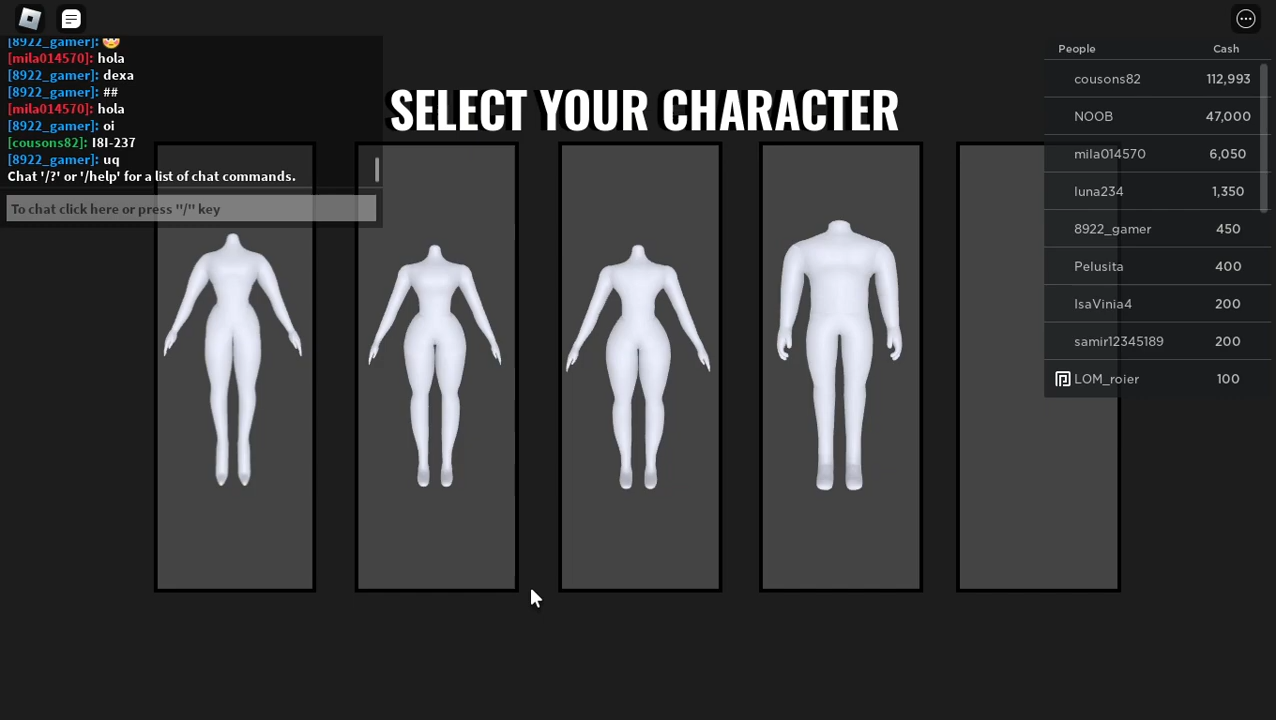 [8922_gamer]: 🤠
[mila014570]: hola
[8922_gamer]: dexa
[8922_gamer]: ##
[mila014570]: hola
[8922_gamer]: oi
[cousons82]: I8I-237
[8922_gamer]: uq
Chat '/?' or '/help' for a list of chat commands.
To chat click here or press "/" key
SELECT YOUR CHARACTER
People Cash
cousons82 112,993
NOOB 47,000
mila014570 6,050
luna234 1,350
8922_gamer 450
Pelusita 400
IsaVinia4 200
samir12345189 200
LOM_roier 100